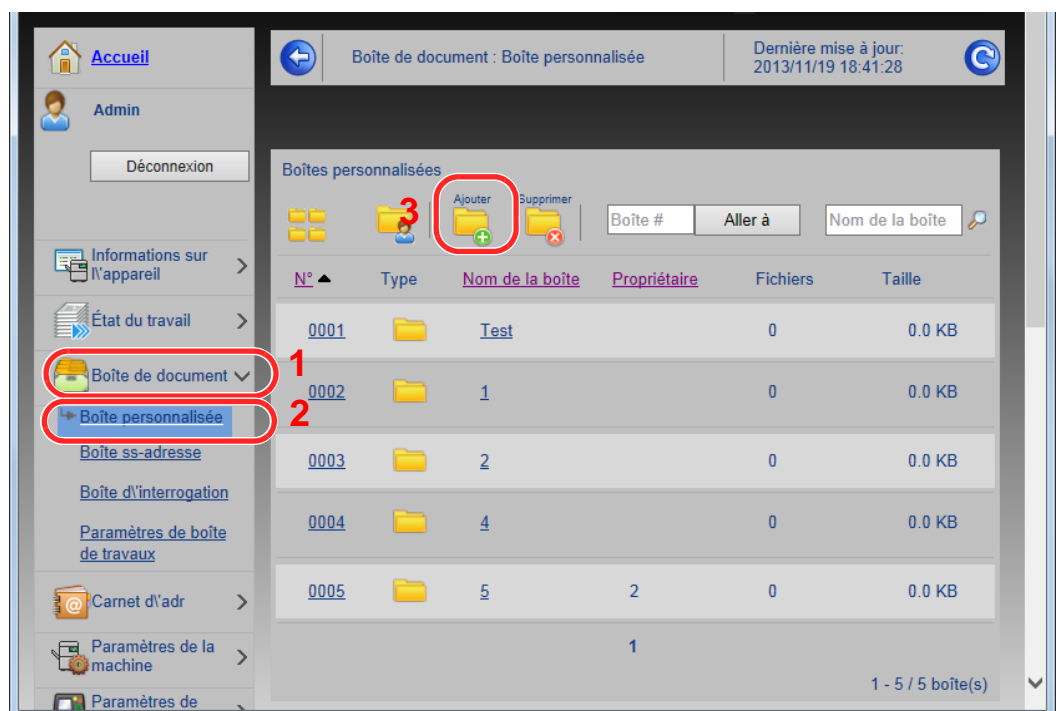 Accueil
Admin
Déconnexion
Informations sur
l\'appareil
État du travail
Boîte de document
1
Boîte personnalisée
2
Boîte ss-adresse
Boîte d\'interrogation
Paramètres de boîte
de travaux
Carnet d\'adr
Paramètres de la
machine
Paramètres de
Boîte de document : Boîte personnalisée
Dernière mise à jour:
2013/11/19 18:41:28
Boîtes personnalisées
3
Ajouter Supprimer
Boîte # Aller à Nom de la boîte
N° Type Nom de la boîte Propriétaire Fichiers Taille
0001 Test 0 0.0 KB
0002 1 0 0.0 KB
0003 2 0 0.0 KB
0004 4 0 0.0 KB
0005 5 2 0 0.0 KB
1
1 - 5 / 5 boîte(s)